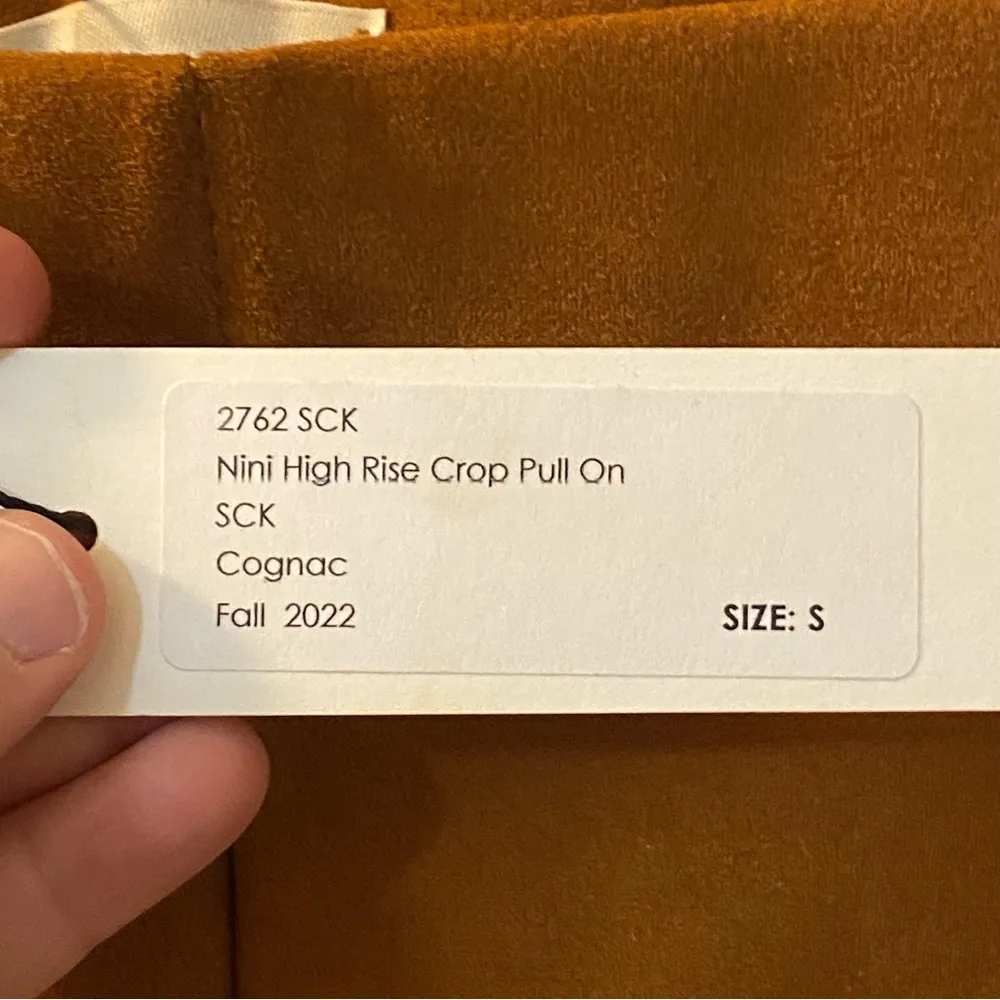 2762 SCK
Nini High Rise Crop Pull On
SCK
Cognac
Fall 2022
SIZE: S